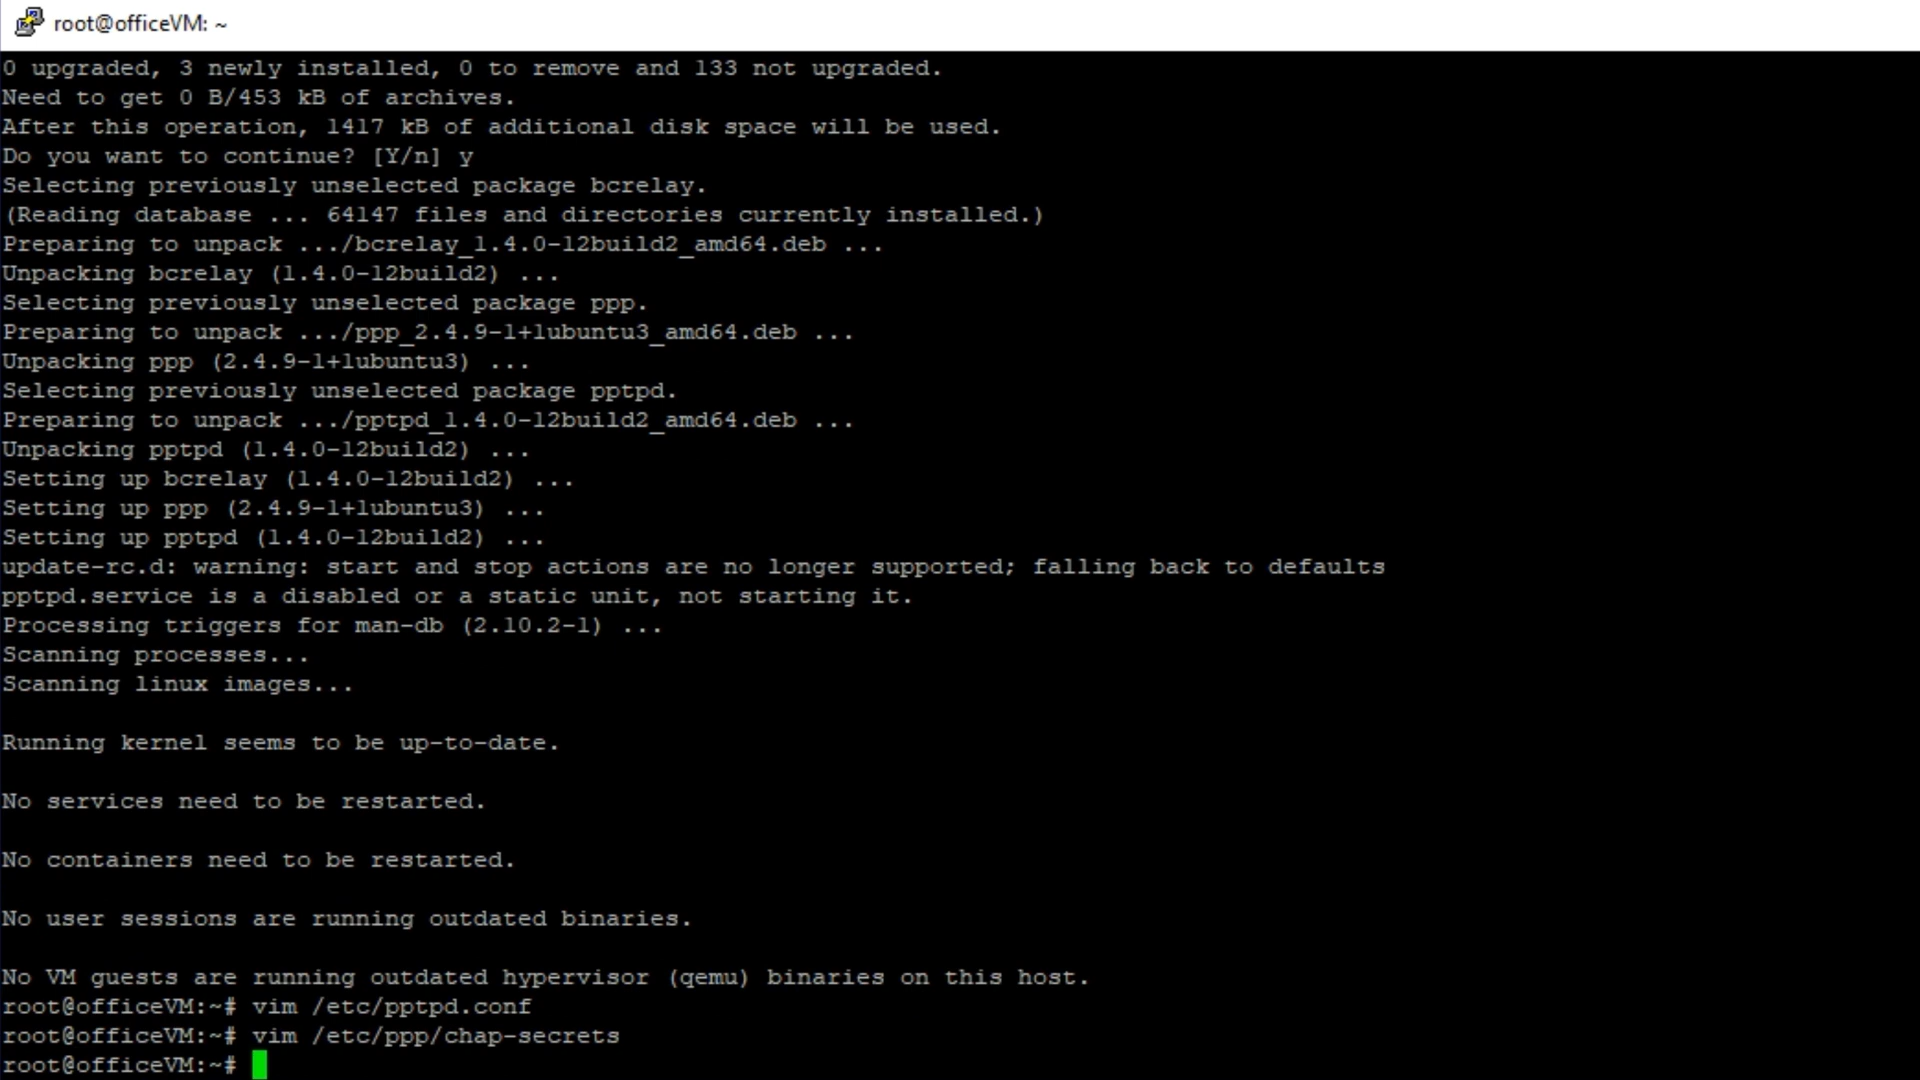 root@officeVM: ~
0 upgraded, 3 newly installed, 0 to remove and 133 not upgraded.
Need to get 0 B/453 kB of archives.
After this operation, 1417 kB of additional disk space will be used.
Do you want to continue? [Y/n] y
Selecting previously unselected package bcrelay.
(Reading database ... 64147 files and directories currently installed.)
Preparing to unpack .../bcrelay_1.4.0-12build2_amd64.deb ...
Unpacking bcrelay (1.4.0-12build2) ...
Selecting previously unselected package ppp.
Preparing to unpack .../ppp_2.4.9-1+1ubuntu3_amd64.deb ...
Unpacking ppp (2.4.9-1+1ubuntu3) ...
Selecting previously unselected package pptpd.
Preparing to unpack .../pptpd_1.4.0-12build2_amd64.deb ...
Unpacking pptpd (1.4.0-12build2) ...
Setting up bcrelay (1.4.0-12build2) ...
Setting up ppp (2.4.9-1+1ubuntu3) ...
Setting up pptpd (1.4.0-12build2) ...
update-rc.d: warning: start and stop actions are no longer supported; falling back to defaults
pptpd.service is a disabled or a static unit, not starting it.
Processing triggers for man-db (2.10.2-1) ...
Scanning processes...
Scanning linux images...
Running kernel seems to be up-to-date.
No services need to be restarted.
No containers need to be restarted.
No user sessions are running outdated binaries.
No VM guests are running outdated hypervisor (qemu) binaries on this host.
root@officeVM:~# vim /etc/pptpd.conf
root@officeVM:~# vim /etc/ppp/chap-secrets
root@officeVM:~#